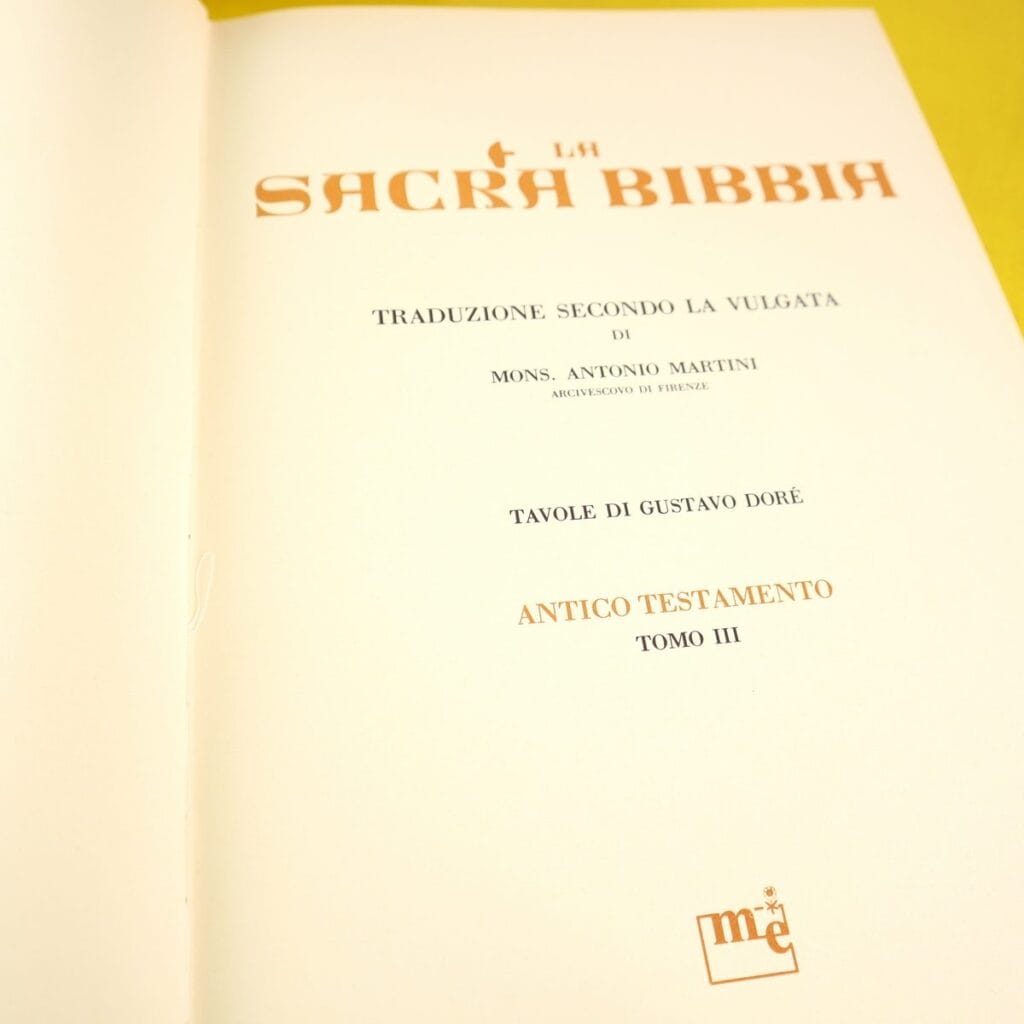 LA
SACRA BIBBIA
TRADUZIONE SECONDO LA VULGATA
DI
MONS. ANTONIO MARTINI
ARCIVESCOVO DI FIRENZE
TAVOLE DI GUSTAVO DORÉ
ANTICO TESTAMENTO
TOMO III
m-e